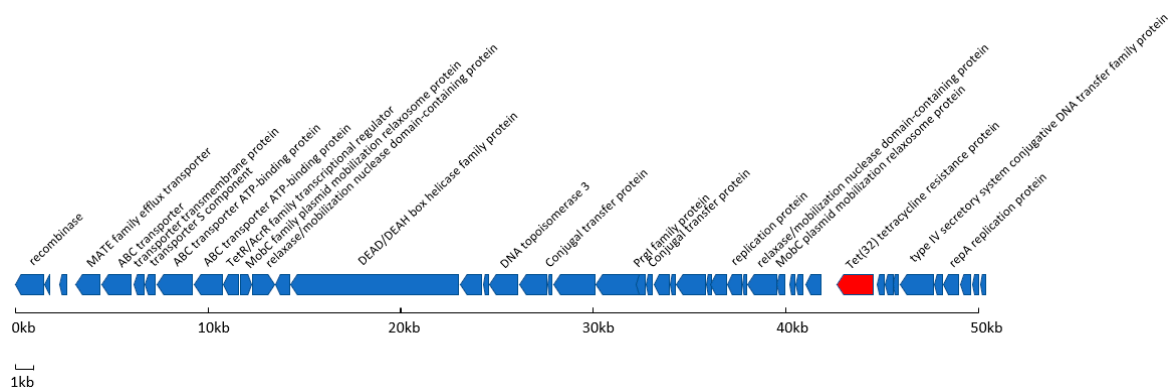 recombinase
MATE family efflux transporter
ABC transporter
transporter transmembrane protein
transporter S component
ABC transporter ATP-binding protein
ABC transporter ATP-binding protein
TetR/AcrR family transcriptional regulator
MobC family plasmid mobilization relaxosome protein
relaxase/mobilization nuclease domain-containing protein
DEAD/DEAH box helicase family protein
DNA topoisomerase 3
Conjugal transfer protein
PrgI family protein
Conjugal transfer protein
replication protein
relaxase/mobilization nuclease domain-containing protein
MobC plasmid mobilization relaxosome protein
Tet(32) tetracycline resistance protein
type IV secretory system conjugative DNA transfer family protein
repA replication protein
0kb
10kb
20kb
30kb
40kb
50kb
1kb